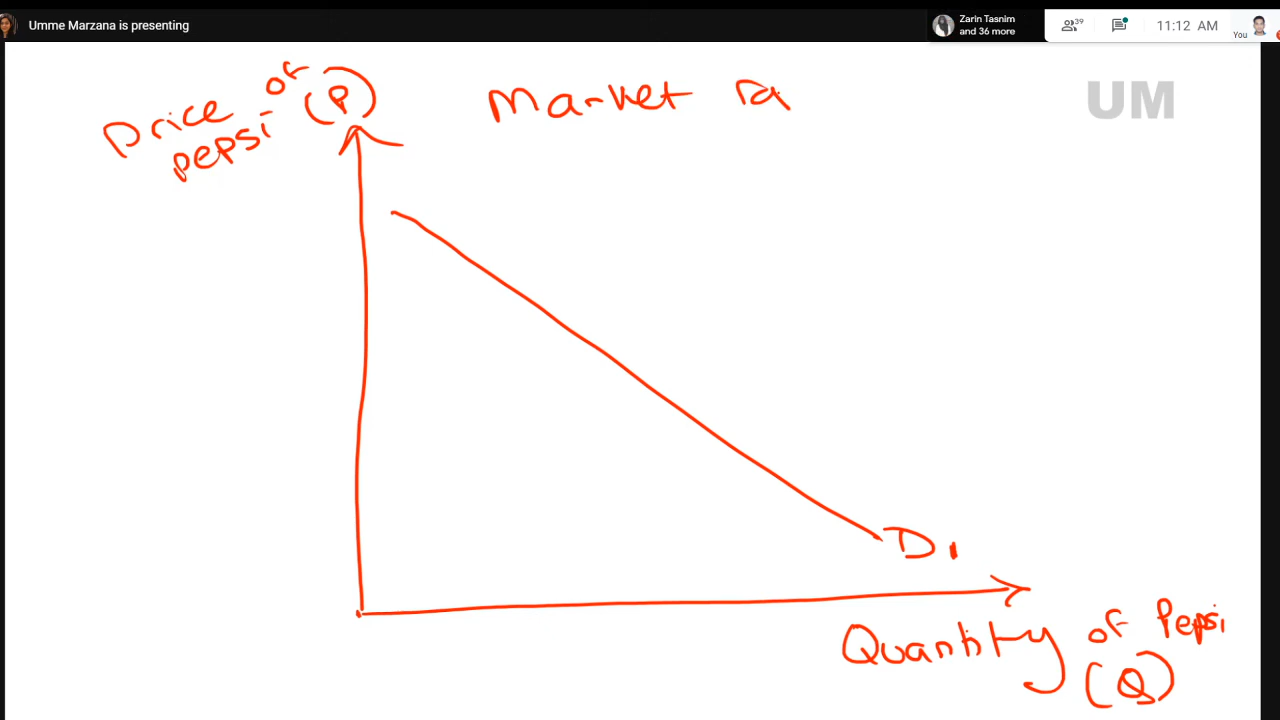 Umme Marzana is presenting
Zarin Tasnim
and 36 more
39
11:12 AM
You
UM
Price of
pepsi
(P)
Market
D1
Quantity of Pepsi
(Q)